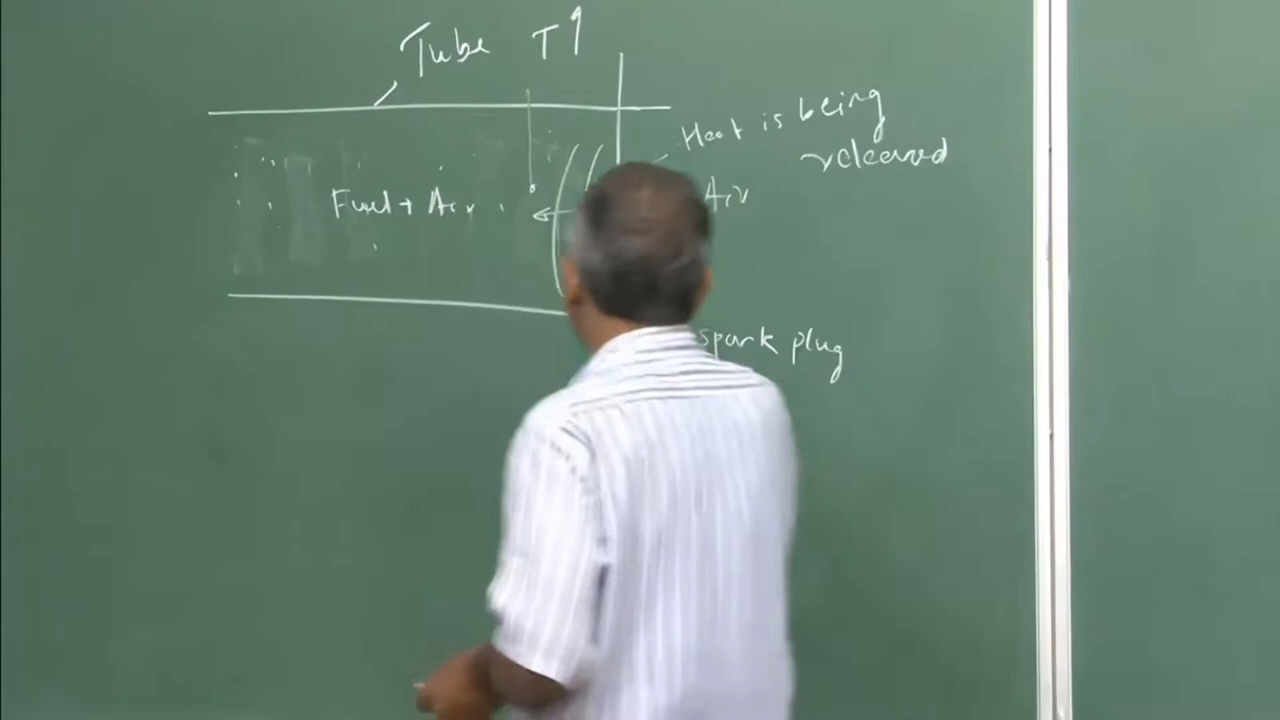 Tube T↑
Heat is being
released
Fuel + Air
Air
spark plug